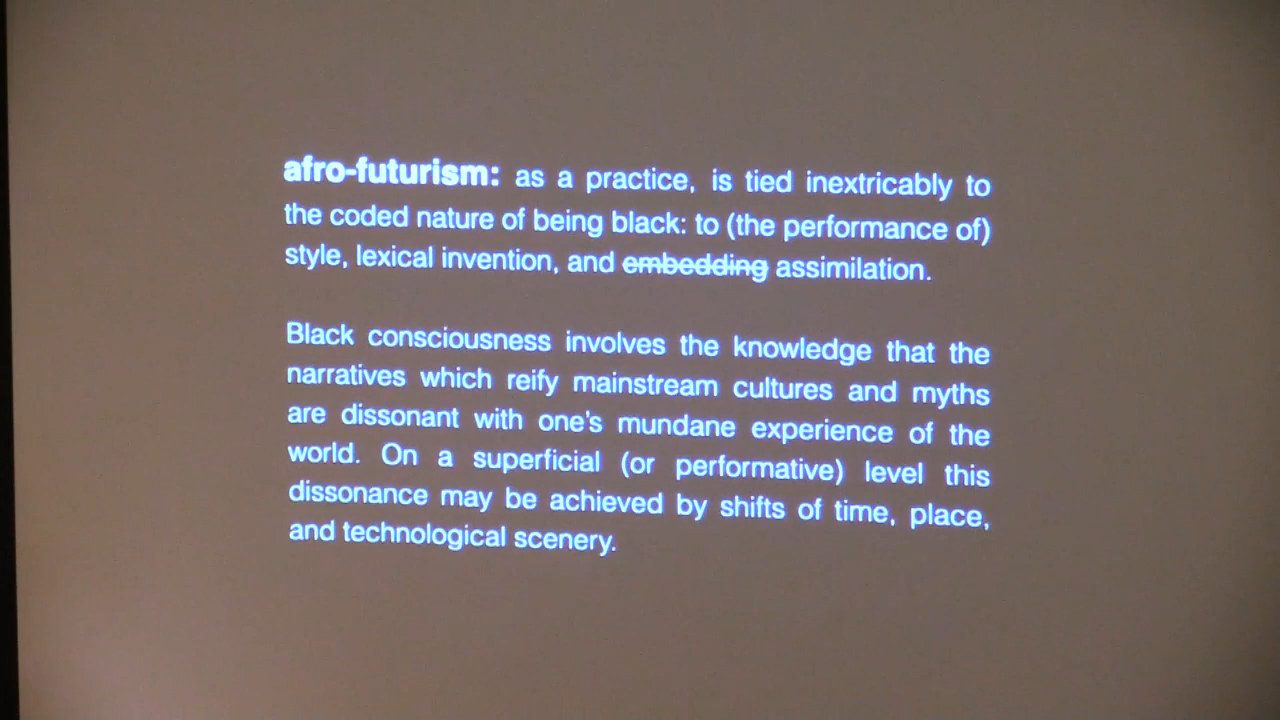 afro-futurism: as a practice, is tied inextricably to
the coded nature of being black: to (the performance of)
style, lexical invention, and embedding assimilation.
Black consciousness involves the knowledge that the
narratives which reify mainstream cultures and myths
are dissonant with one's mundane experience of the
world. On a superficial (or performative) level this
dissonance may be achieved by shifts of time, place,
and technological scenery.